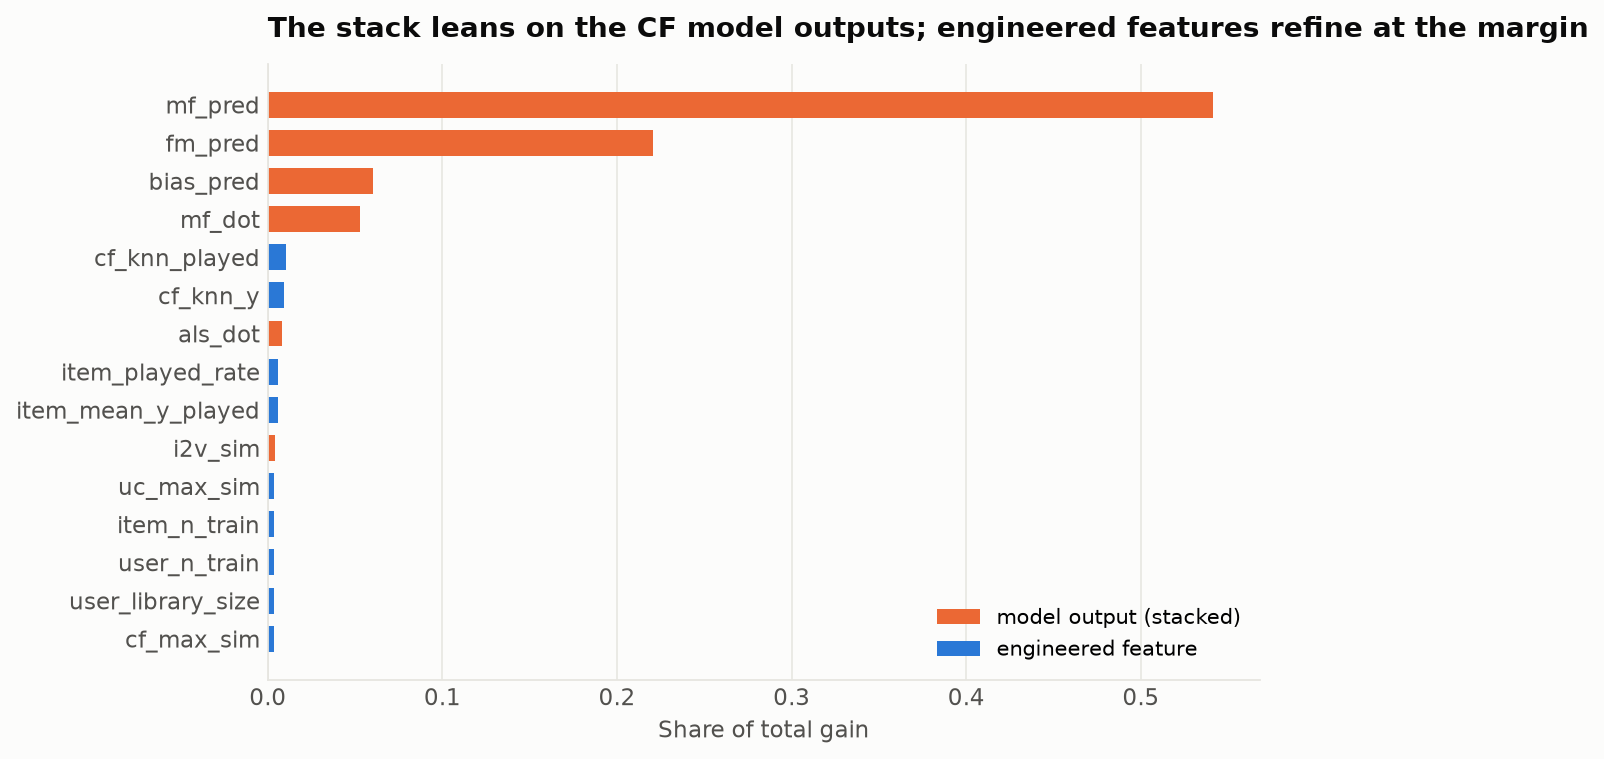 The stack leans on the CF model outputs; engineered features refine at the margin
mf_pred
fm_pred
bias_pred
mf_dot
cf_knn_played
cf_knn_y
als_dot
item_played_rate
item_mean_y_played
i2v_sim
uc_max_sim
item_n_train
user_n_train
user_library_size
cf_max_sim
model output (stacked)
engineered feature
0.0 0.1 0.2 0.3 0.4 0.5
Share of total gain